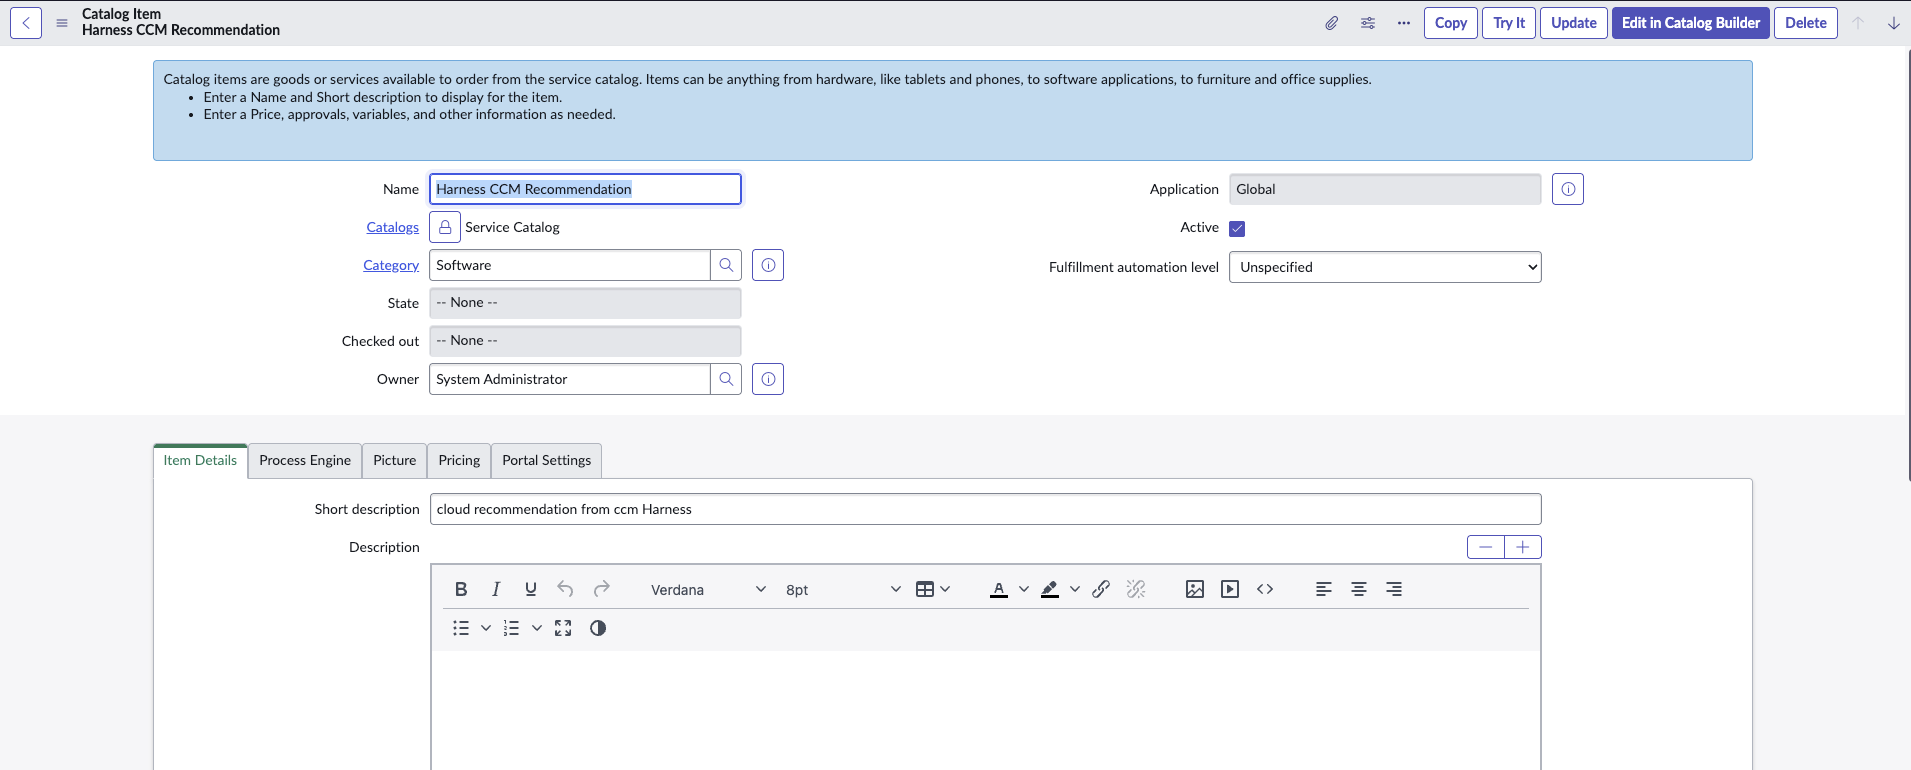 Catalog Item
Harness CCM Recommendation
Copy
Try It
Update
Edit in Catalog Builder
Delete
Catalog items are goods or services available to order from the service catalog. Items can be anything from hardware, like tablets and phones, to software applications, to furniture and office supplies.
• Enter a Name and Short description to display for the item.
• Enter a Price, approvals, variables, and other information as needed.
Name Harness CCM Recommendation
Application Global
Catalogs Service Catalog
Active
Category Software
Fulfillment automation level Unspecified
State -- None --
Checked out -- None --
Owner System Administrator
Item Details
Process Engine
Picture
Pricing
Portal Settings
Short description cloud recommendation from ccm Harness
Description
Verdana
8pt